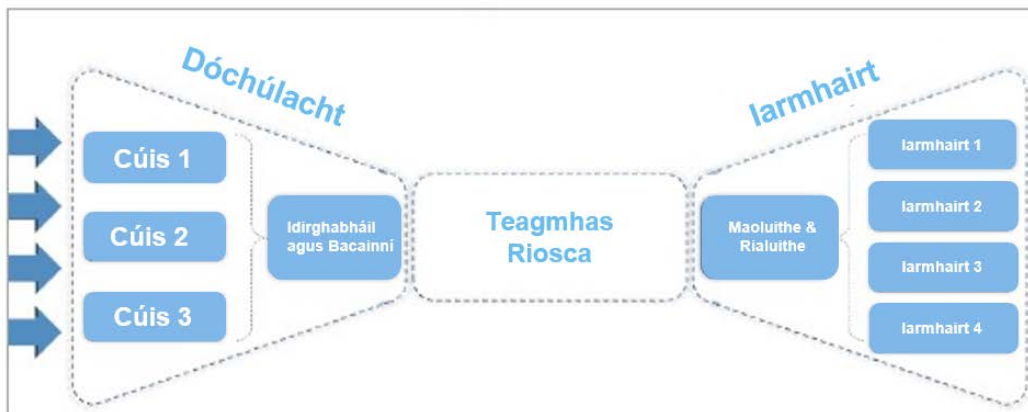 Dóchúlacht
Cúis 1
Cúis 2
Cúis 3
Idirghabháil
agus Bacainní
Teagmhas
Riosca
Iarmhairt
Maoluithe &
Rialuithe
Iarmhairt 1
Iarmhairt 2
Iarmhairt 3
Iarmhairt 4